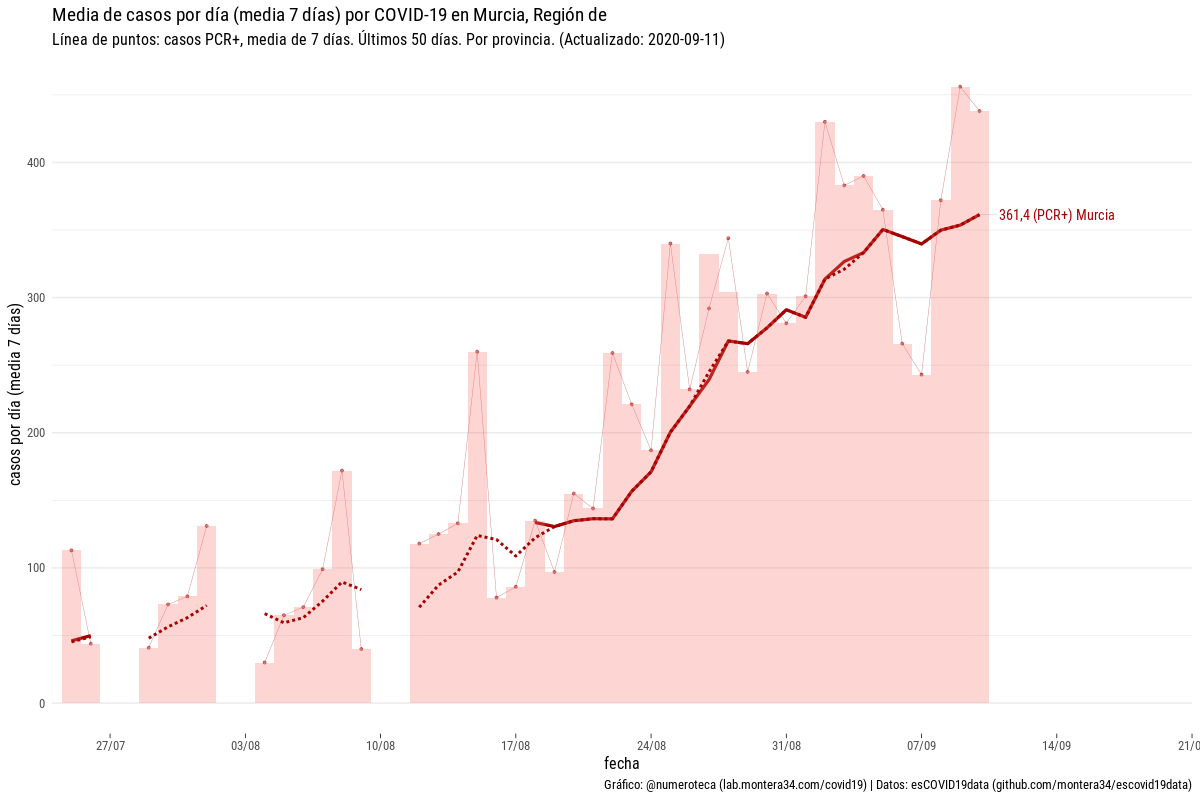 Media de casos por día (media 7 días) por COVID-19 en Murcia, Región de
Línea de puntos: casos PCR+, media de 7 días. Últimos 50 días. Por provincia. (Actualizado: 2020-09-11)
casos por día (media 7 días)
400
300
200
100
0
361,4 (PCR+) Murcia
27/07
03/08
10/08
17/08
24/08
31/08
07/09
14/09
21/0
fecha
Gráfico: @numeroteca (lab.montera34.com/covid19) | Datos: esCOVID19data (github.com/montera34/escovid19data)